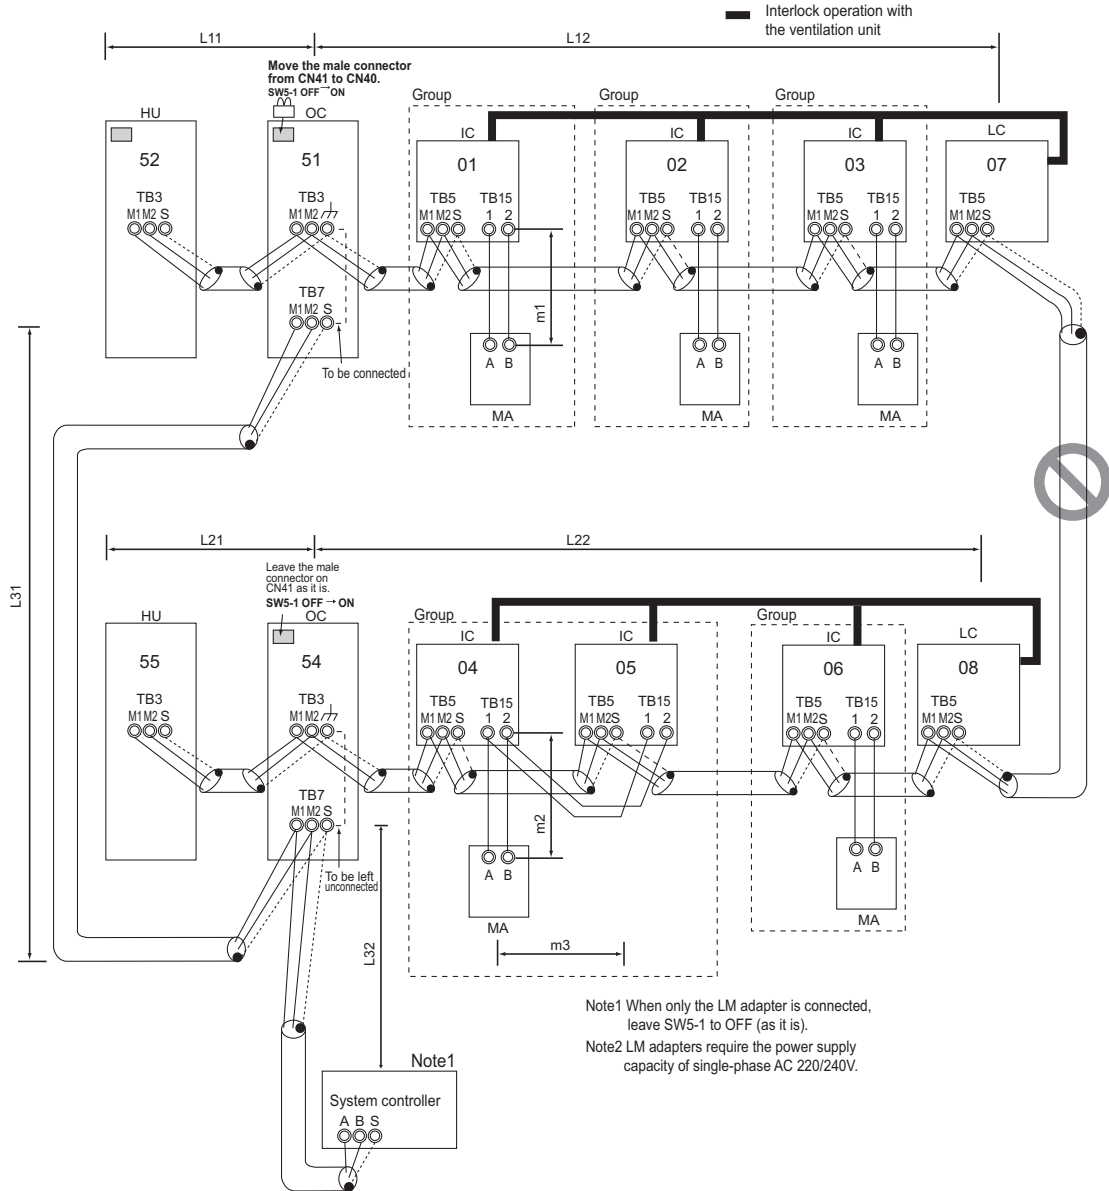 Interlock operation with
the ventilation unit
L11
L12
Move the male connector
from CN41 to CN40.
SW5-1 OFF → ON
HU
OC
Group
Group
Group
IC
IC
IC
LC
52
51
01
02
03
07
TB3
TB3
TB5
TB15
TB5
TB15
TB5
TB15
TB5
M1 M2 S
M1 M2
M1 M2 S
1 2
M1 M2 S
1 2
M1 M2 S
1 2
M1 M2 S
TB7
M1 M2 S
m1
To be connected
A B
A B
A B
MA
MA
MA
L31
L21
L22
Leave the male
connector on
CN41 as it is.
SW5-1 OFF → ON
HU
OC
Group
Group
IC
IC
IC
LC
55
54
04
05
06
08
TB3
TB3
TB5
TB15
TB5
TB15
TB5
TB15
TB5
M1 M2 S
M1 M2
M1 M2 S
1 2
M1 M2 S
1 2
M1 M2 S
1 2
M1 M2 S
TB7
M1 M2 S
m2
To be left
unconnected
A B
A B
MA
MA
L32
m3
Note1 When only the LM adapter is connected,
leave SW5-1 to OFF (as it is).
Note2 LM adapters require the power supply
capacity of single-phase AC 220/240V.
Note1
System controller
A B S